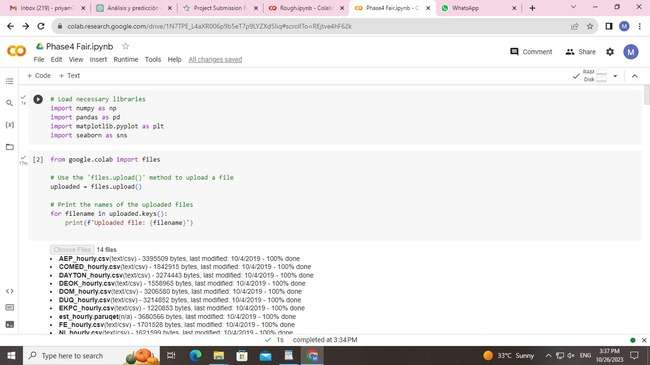 Inbox (219) - priyan
Análisis y predicción
Project Submission
Rough.ipynb - Colab
Phase4 Fair.ipynb - C
WhatsApp
colab.research.google.com/drive/1N7TPE_L4aXR006p9b5eT7p9LYZXdSliq#scrollTo=REjtve4hF6Zk
M
Phase4 Fair.ipynb
File Edit View Insert Runtime Tools Help All changes saved
Comment Share M
+ Code + Text
RAM
Disk
1s
# Load necessary libraries
import numpy as np
import pandas as pd
import matplotlib.pyplot as plt
import seaborn as sns
17m
[2] from google.colab import files
# Use the 'files.upload()' method to upload a file
uploaded = files.upload()
# Print the names of the uploaded files
for filename in uploaded.keys():
print(f"Uploaded file: {filename}")
Choose Files 14 files
AEP_hourly.csv(text/csv) - 3395509 bytes, last modified: 10/4/2019 - 100% done
COMED_hourly.csv(text/csv) - 1842915 bytes, last modified: 10/4/2019 - 100% done
DAYTON_hourly.csv(text/csv) - 3274443 bytes, last modified: 10/4/2019 - 100% done
DEOK_hourly.csv(text/csv) - 1558965 bytes, last modified: 10/4/2019 - 100% done
DOM_hourly.csv(text/csv) - 3206580 bytes, last modified: 10/4/2019 - 100% done
DUQ_hourly.csv(text/csv) - 3214852 bytes, last modified: 10/4/2019 - 100% done
EKPC_hourly.csv(text/csv) - 1220853 bytes, last modified: 10/4/2019 - 100% done
est_hourly.paruqet(n/a) - 3680566 bytes, last modified: 10/4/2019 - 100% done
FE_hourly.csv(text/csv) - 1701528 bytes, last modified: 10/4/2019 - 100% done
NI_hourly.csv(text/csv) - 1621599 bytes, last modified: 10/4/2019 - 100% done
1s completed at 3:34 PM
Type here to search
33°C Sunny
ENG
3:37 PM
10/26/2023